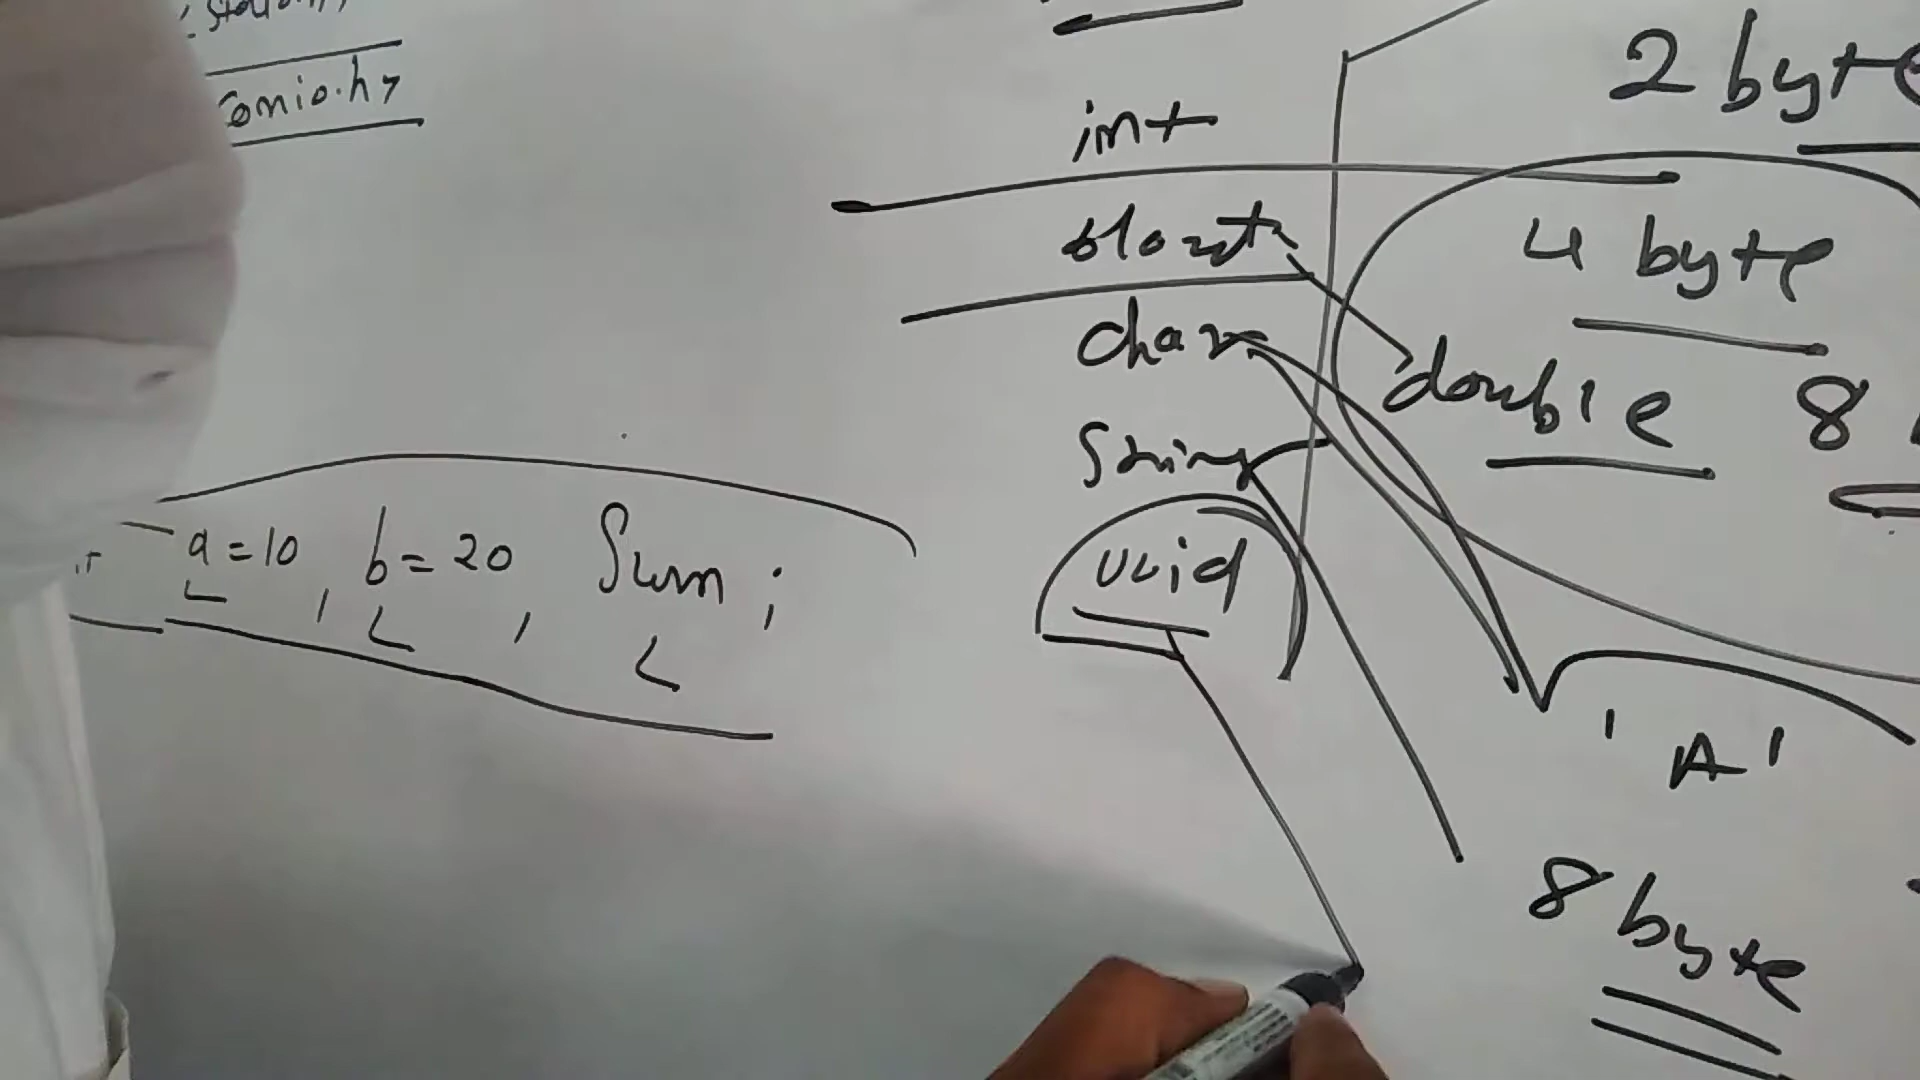 conio.h>
int
2 byte
float
4 byte
char
double 8
String
a=10, b=20, Sum;
void
'A'
8 byte